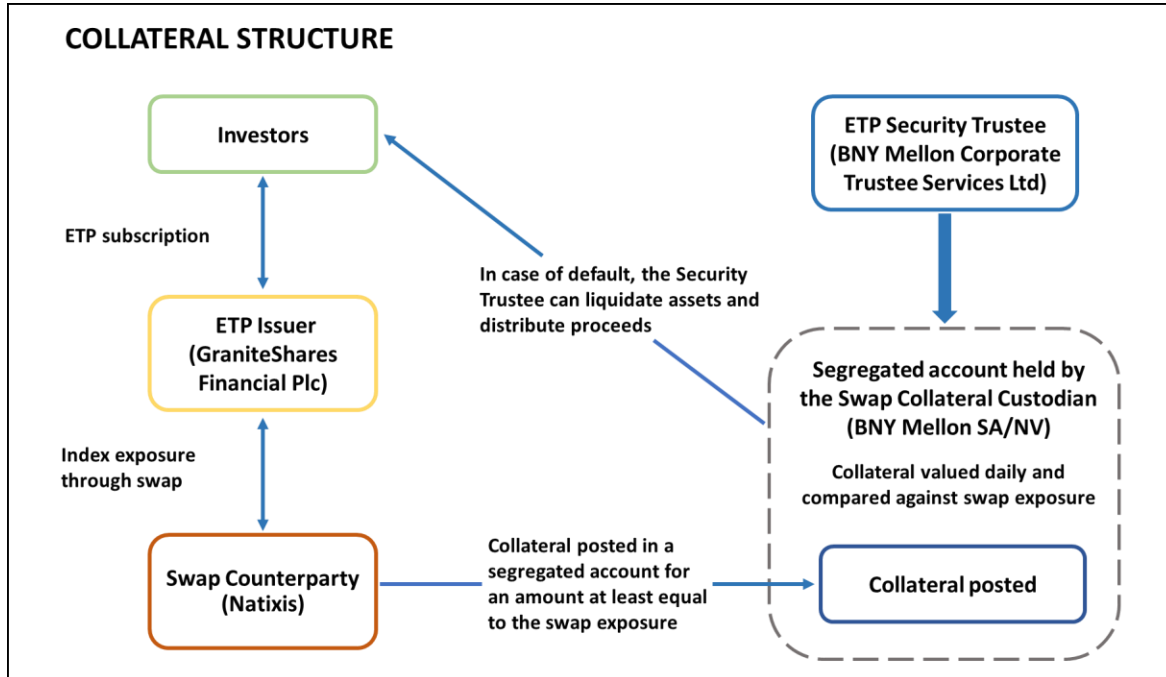 COLLATERAL STRUCTURE
Investors
ETP subscription
ETP Issuer
(GraniteShares
Financial Plc)
Index exposure
through swap
Swap Counterparty
(Natixis)
In case of default, the Security
Trustee can liquidate assets and
distribute proceeds
Collateral posted in a
segregated account for
an amount at least equal
to the swap exposure
ETP Security Trustee
(BNY Mellon Corporate
Trustee Services Ltd)
Segregated account held by
the Swap Collateral Custodian
(BNY Mellon SA/NV)
Collateral valued daily and
compared against swap exposure
Collateral posted